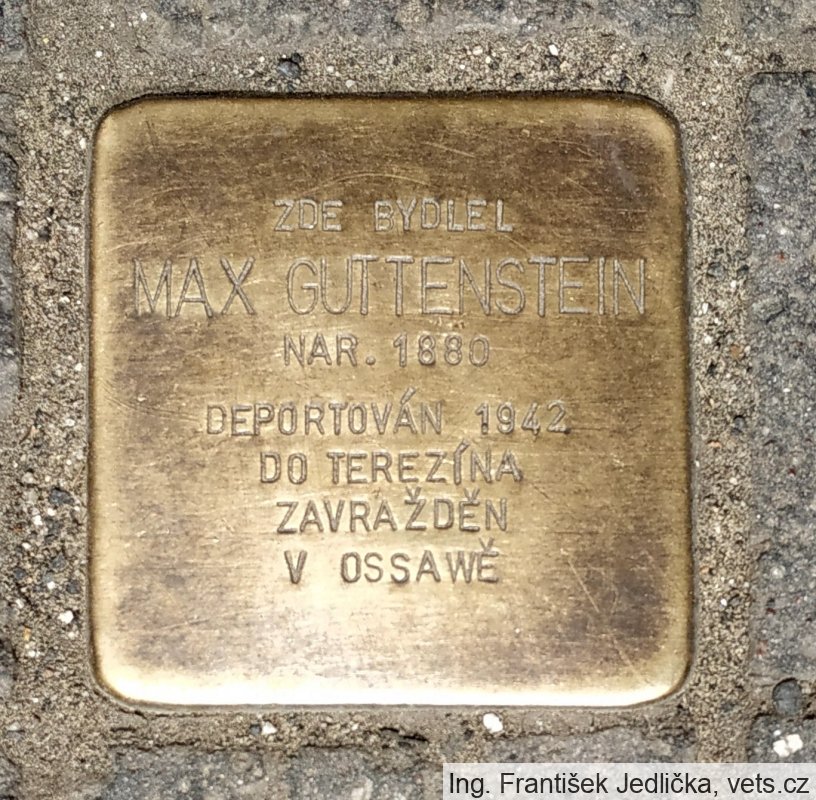 ZDE BYDLEL
MAX GUTTENSTEIN
NAR. 1880
DEPORTOVÁN 1942
DO TEREZÍNA
ZAVRAŽDĚN
V OSSAWĚ
Ing. František Jedlička, vets.cz